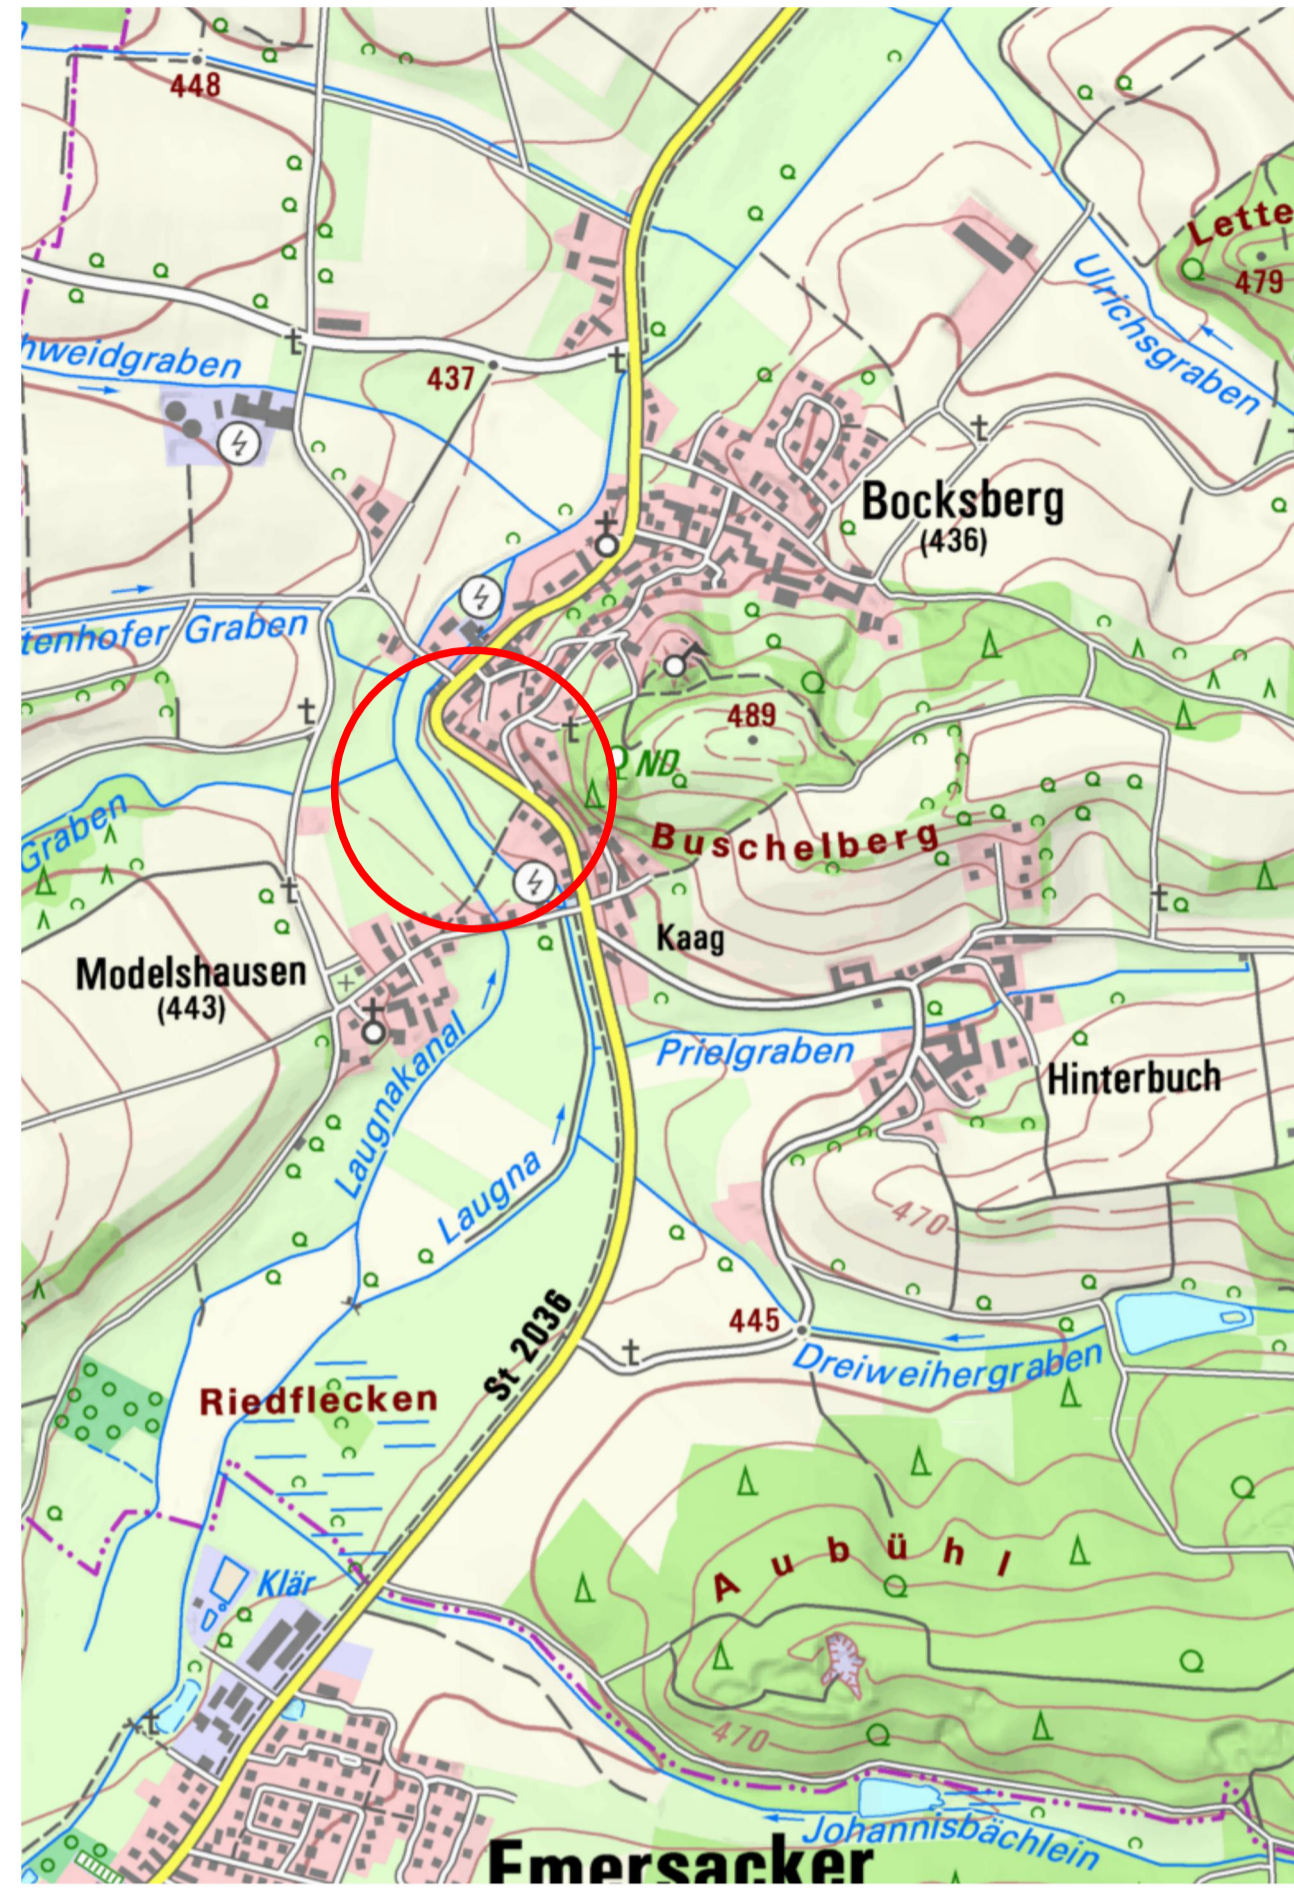 448
Lette
479
Ulrichsgraben
hweidgraben
437
Bocksberg
(436)
tenhofer Graben
489
ND
Graben
Buschelberg
Kaag
Modelshausen
(443)
Prielgraben
Hinterbuch
Laugnakanal
Laugna
470
445
St 2036
Dreiweihergraben
Riedflecken
Aubühl
Klär
470
Johannisbächlein
Emersacker